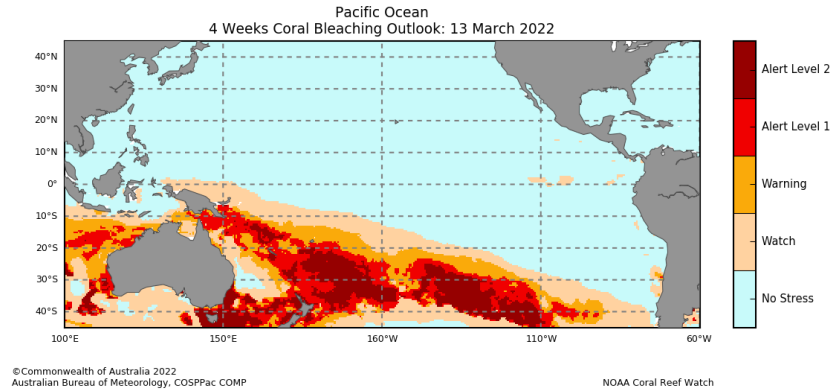 Pacific Ocean
4 Weeks Coral Bleaching Outlook: 13 March 2022
40°N
30°N
20°N
10°N
0°
10°S
20°S
30°S
40°S
100°E
150°E
160°W
110°W
60°W
Alert Level 2
Alert Level 1
Warning
Watch
No Stress
©Commonwealth of Australia 2022
Australian Bureau of Meteorology, COSPPac COMP
NOAA Coral Reef Watch